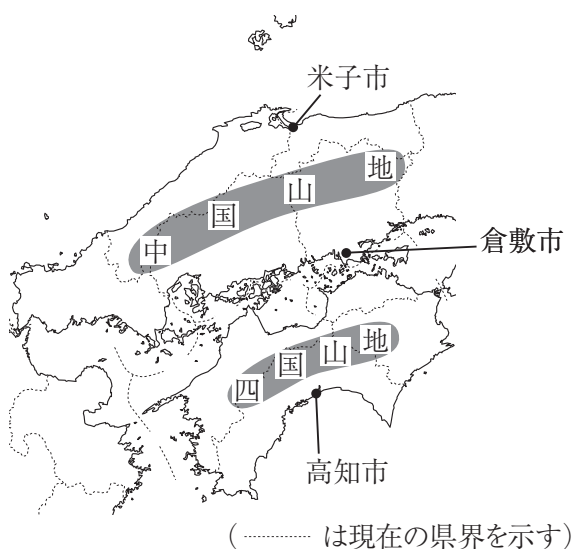 米子市
中国山地
倉敷市
四国山地
高知市
(………… は現在の県界を示す)